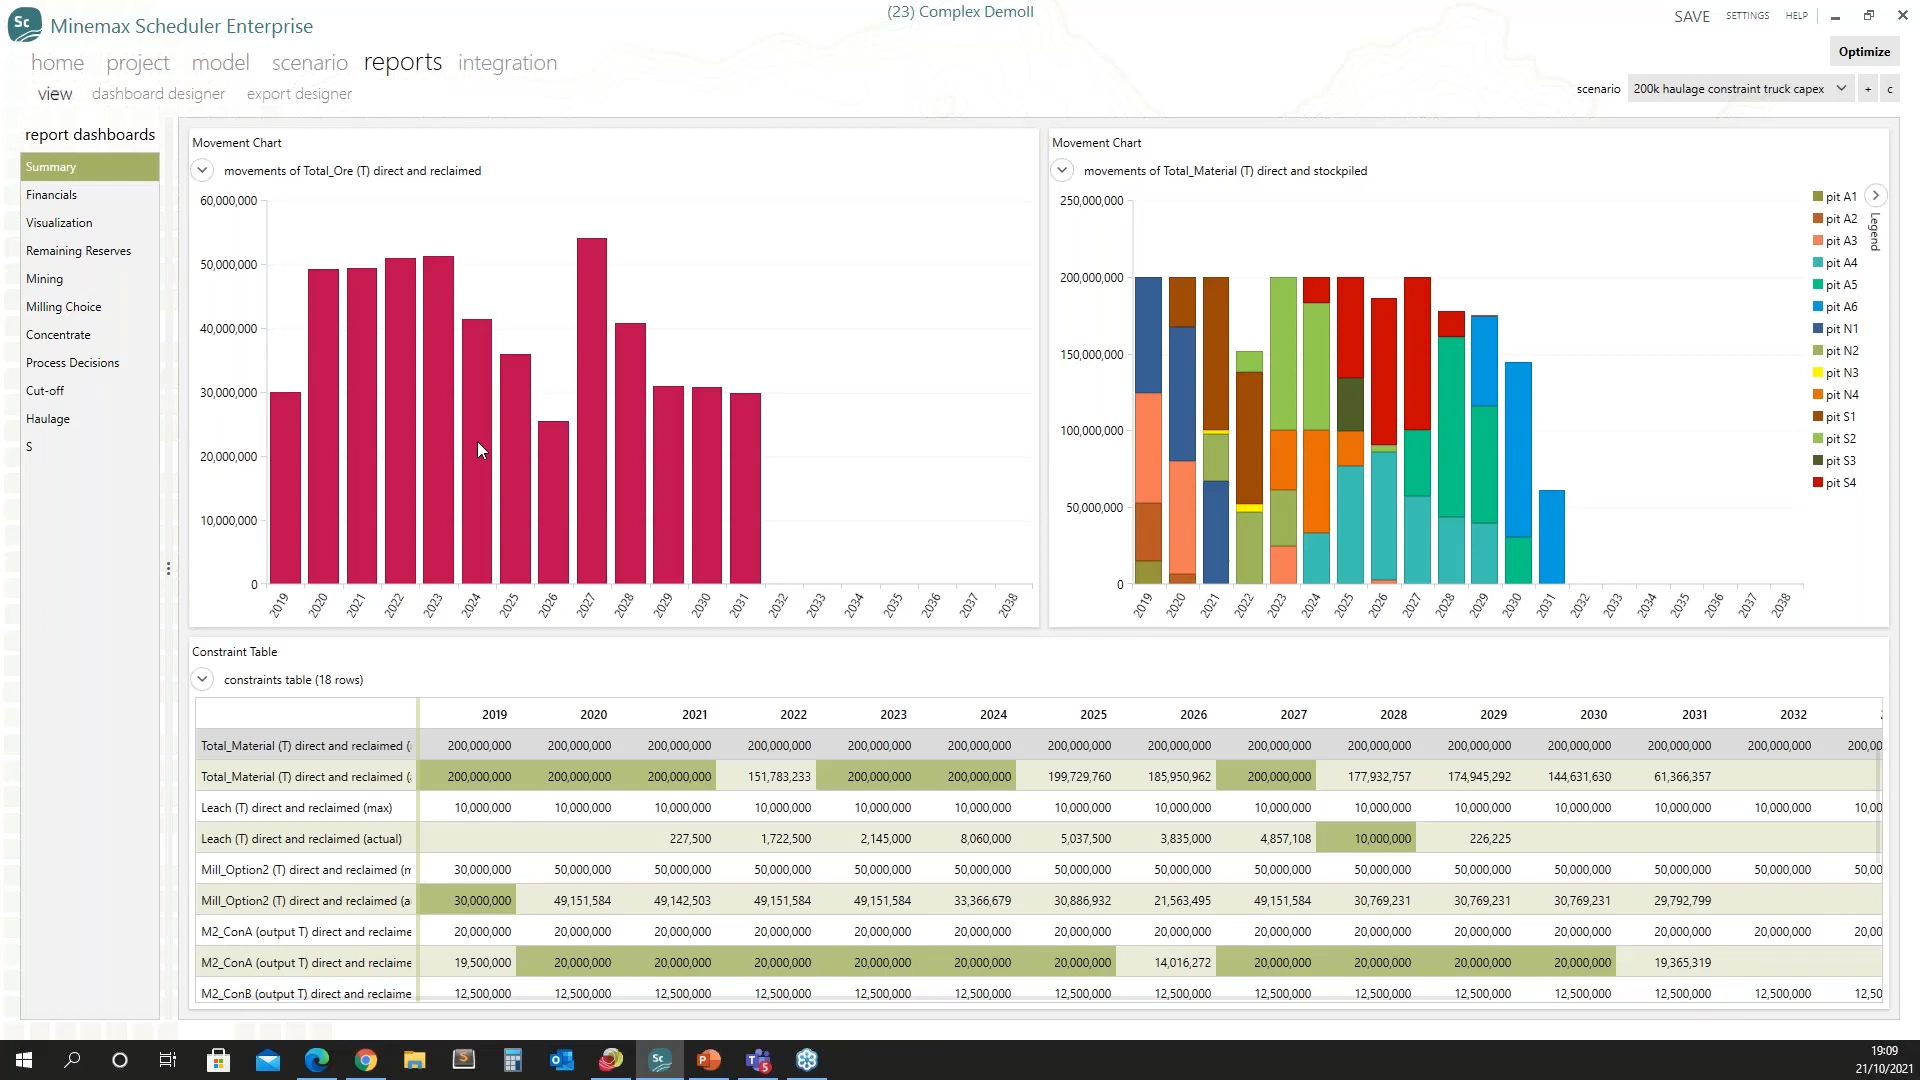 Sc Minemax Scheduler Enterprise
(23) Complex DemoII
SAVE SETTINGS HELP
home project model scenario reports integration
Optimize
view dashboard designer export designer
scenario 200k haulage constraint truck capex + c
report dashboards
Summary
Financials
Visualization
Remaining Reserves
Mining
Milling Choice
Concentrate
Process Decisions
Cut-off
Haulage
S
Movement Chart
movements of Total_Ore (T) direct and reclaimed
60,000,000
50,000,000
40,000,000
30,000,000
20,000,000
10,000,000
0
2019 2020 2021 2022 2023 2024 2025 2026 2027 2028 2029 2030 2031 2032 2033 2034 2035 2036 2037 2038
Movement Chart
movements of Total_Material (T) direct and stockpiled
250,000,000
200,000,000
150,000,000
100,000,000
50,000,000
0
2019 2020 2021 2022 2023 2024 2025 2026 2027 2028 2029 2030 2031 2032 2033 2034 2035 2036 2037 2038
Legend
pit A1
pit A2
pit A3
pit A4
pit A5
pit A6
pit N1
pit N2
pit N3
pit N4
pit S1
pit S2
pit S3
pit S4
Constraint Table
constraints table (18 rows)
2019 2020 2021 2022 2023 2024 2025 2026 2027 2028 2029 2030 2031 2032
Total_Material (T) direct and reclaimed ( 200,000,000 200,000,000 200,000,000 200,000,000 200,000,000 200,000,000 200,000,000 200,000,000 200,000,000 200,000,000 200,000,000 200,000,000 200,000,000 200,000,000 200,00
Total_Material (T) direct and reclaimed ( 200,000,000 200,000,000 200,000,000 151,783,233 200,000,000 200,000,000 199,729,760 185,950,962 200,000,000 177,932,757 174,945,292 144,631,630 61,366,357
Leach (T) direct and reclaimed (max) 10,000,000 10,000,000 10,000,000 10,000,000 10,000,000 10,000,000 10,000,000 10,000,000 10,000,000 10,000,000 10,000,000 10,000,000 10,000,000 10,000,000 10,00
Leach (T) direct and reclaimed (actual) 227,500 1,722,500 2,145,000 8,060,000 5,037,500 3,835,000 4,857,108 10,000,000 226,225
Mill_Option2 (T) direct and reclaimed (m 30,000,000 50,000,000 50,000,000 50,000,000 50,000,000 50,000,000 50,000,000 50,000,000 50,000,000 50,000,000 50,000,000 50,000,000 50,000,000 50,000,000 50,00
Mill_Option2 (T) direct and reclaimed (a 30,000,000 49,151,584 49,142,503 49,151,584 49,151,584 33,366,679 30,886,932 21,563,495 49,151,584 30,769,231 30,769,231 30,769,231 29,792,799
M2_ConA (output T) direct and reclaime 20,000,000 20,000,000 20,000,000 20,000,000 20,000,000 20,000,000 20,000,000 20,000,000 20,000,000 20,000,000 20,000,000 20,000,000 20,000,000 20,000,000 20,00
M2_ConA (output T) direct and reclaime 19,500,000 20,000,000 20,000,000 20,000,000 20,000,000 20,000,000 20,000,000 14,016,272 20,000,000 20,000,000 20,000,000 20,000,000 19,365,319
M2_ConB (output T) direct and reclaime 12,500,000 12,500,000 12,500,000 12,500,000 12,500,000 12,500,000 12,500,000 12,500,000 12,500,000 12,500,000 12,500,000 12,500,000 12,500,000 12,500,000 12,50
19:09
21/10/2021